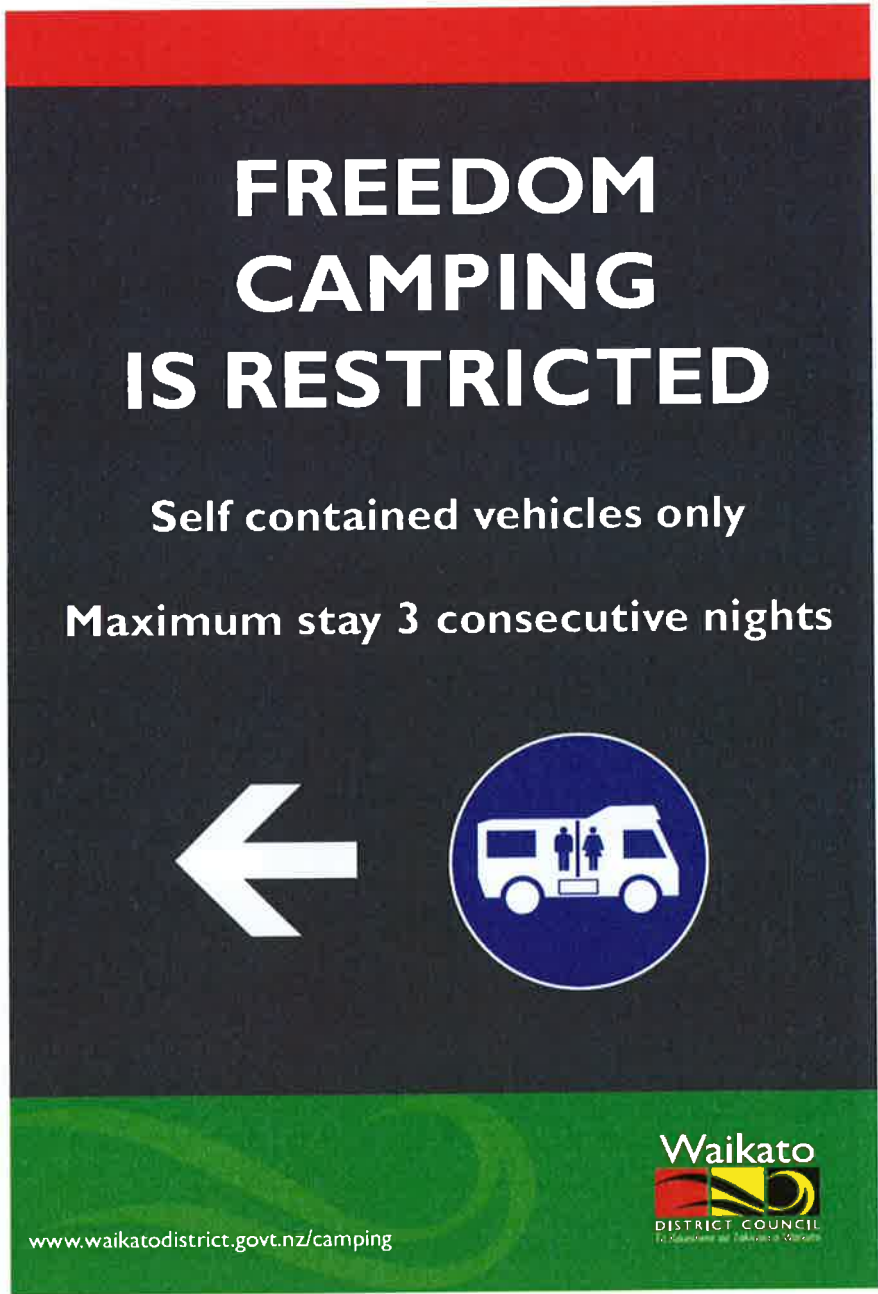 FREEDOM
CAMPING
IS RESTRICTED
Self contained vehicles only
Maximum stay 3 consecutive nights
Waikato
DISTRICT COUNCIL
www.waikatodistrict.govt.nz/camping